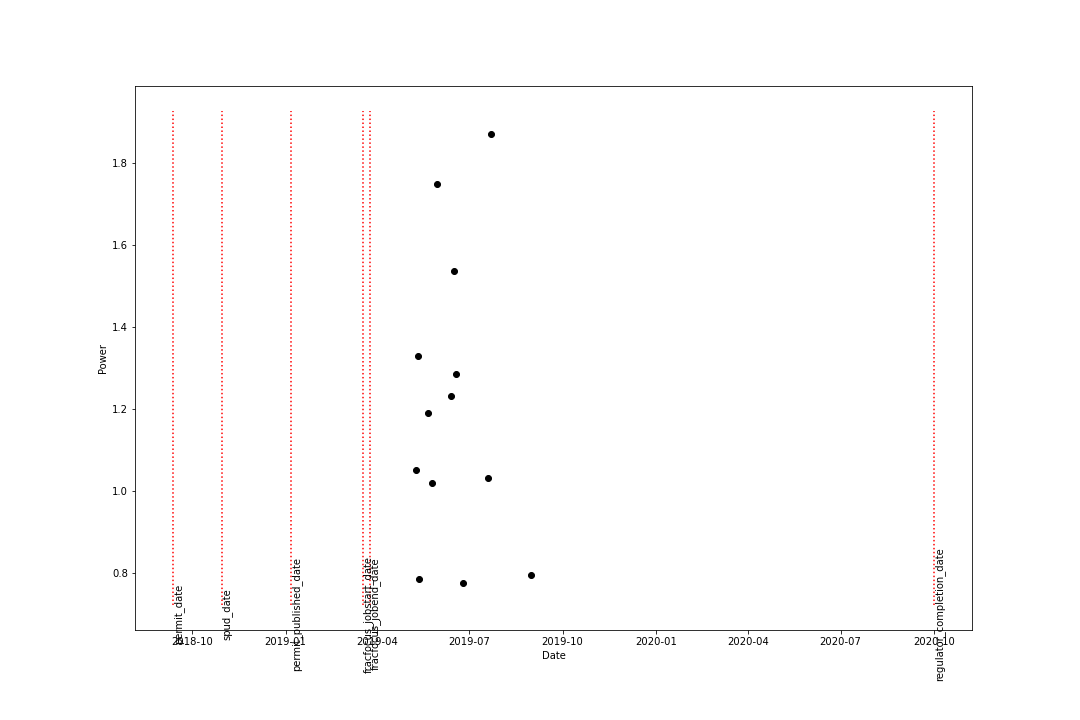 1.8
1.6
1.4
1.2
1.0
0.8
Power
permit_date
spud_date
permit_published_date
fracfocus_jobstart_date
fracfocus_jobend_date
regulator_completion_date
2018-10
2019-01
2019-04
2019-07
2019-10
2020-01
2020-04
2020-07
2020-10
Date